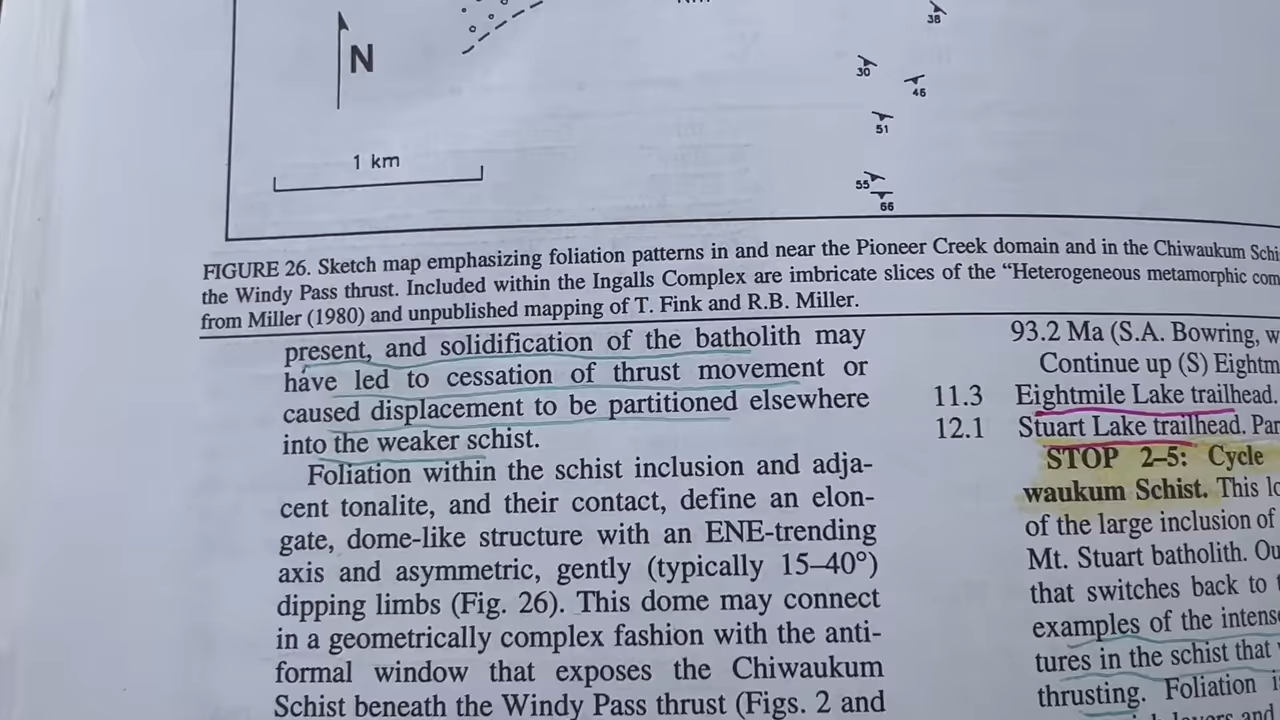 38
N
30
46
51
1 km
55
66
FIGURE 26. Sketch map emphasizing foliation patterns in and near the Pioneer Creek domain and in the Chiwaukum Schi
the Windy Pass thrust. Included within the Ingalls Complex are imbricate slices of the “Heterogeneous metamorphic com
from Miller (1980) and unpublished mapping of T. Fink and R.B. Miller.
present, and solidification of the batholith may
have led to cessation of thrust movement or
caused displacement to be partitioned elsewhere
into the weaker schist.
Foliation within the schist inclusion and adja-
cent tonalite, and their contact, define an elon-
gate, dome-like structure with an ENE-trending
axis and asymmetric, gently (typically 15–40°)
dipping limbs (Fig. 26). This dome may connect
in a geometrically complex fashion with the anti-
formal window that exposes the Chiwaukum
Schist beneath the Windy Pass thrust (Figs. 2 and
93.2 Ma (S.A. Bowring, w
Continue up (S) Eightm
11.3 Eightmile Lake trailhead.
12.1 Stuart Lake trailhead. Par
STOP 2–5: Cycle
waukum Schist. This lo
of the large inclusion of
Mt. Stuart batholith. Ou
that switches back to t
examples of the intens
tures in the schist that
thrusting. Foliation i
layers and